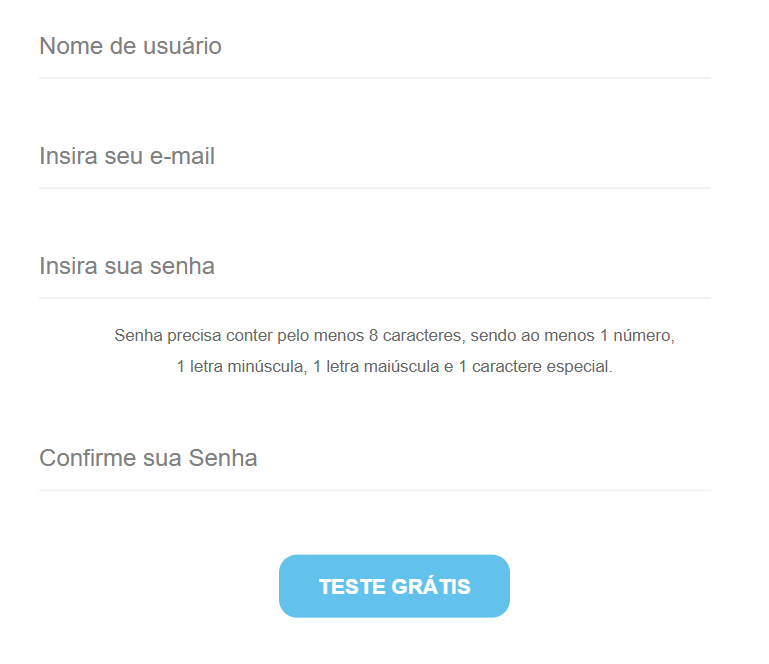 Nome de usuário
Insira seu e-mail
Insira sua senha
Senha precisa conter pelo menos 8 caracteres, sendo ao menos 1 número,
1 letra minúscula, 1 letra maiúscula e 1 caractere especial.
Confirme sua Senha
TESTE GRÁTIS